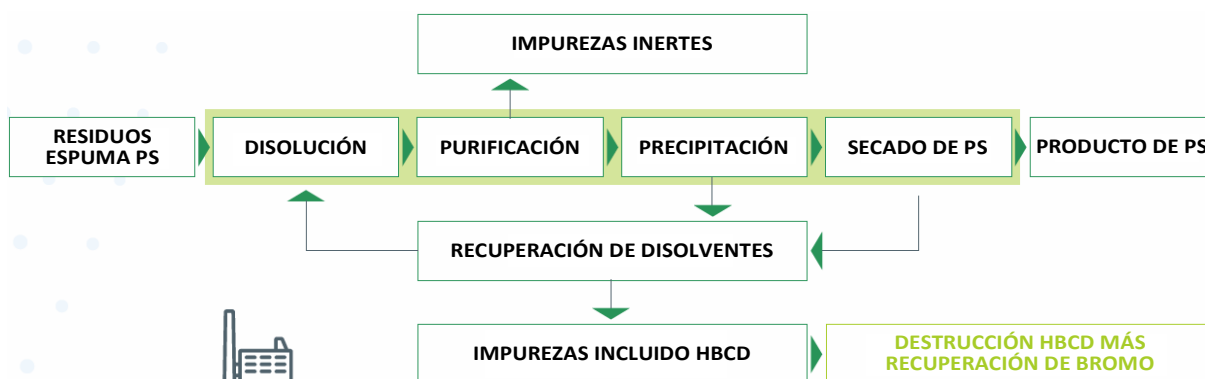 IMPUREZAS INERTES
RESIDUOS
ESPUMA PS
DISOLUCIÓN
PURIFICACIÓN
PRECIPITACIÓN
SECADO DE PS
PRODUCTO DE PS
RECUPERACIÓN DE DISOLVENTES
IMPUREZAS INCLUIDO HBCD
DESTRUCCIÓN HBCD MÁS
RECUPERACIÓN DE BROMO